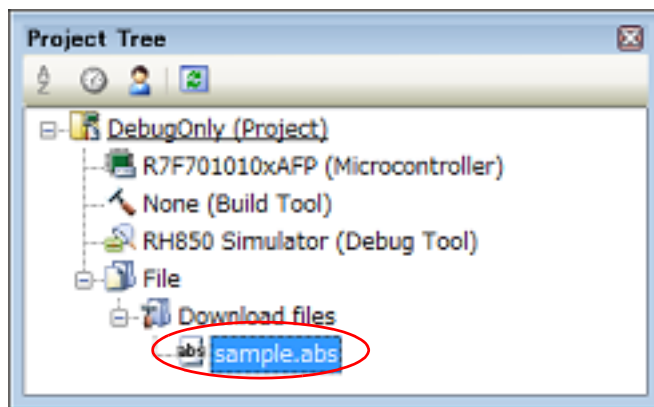 Project Tree
DebugOnly (Project)
R7F701010xAFP (Microcontroller)
None (Build Tool)
RH850 Simulator (Debug Tool)
File
Download files
abs sample.abs